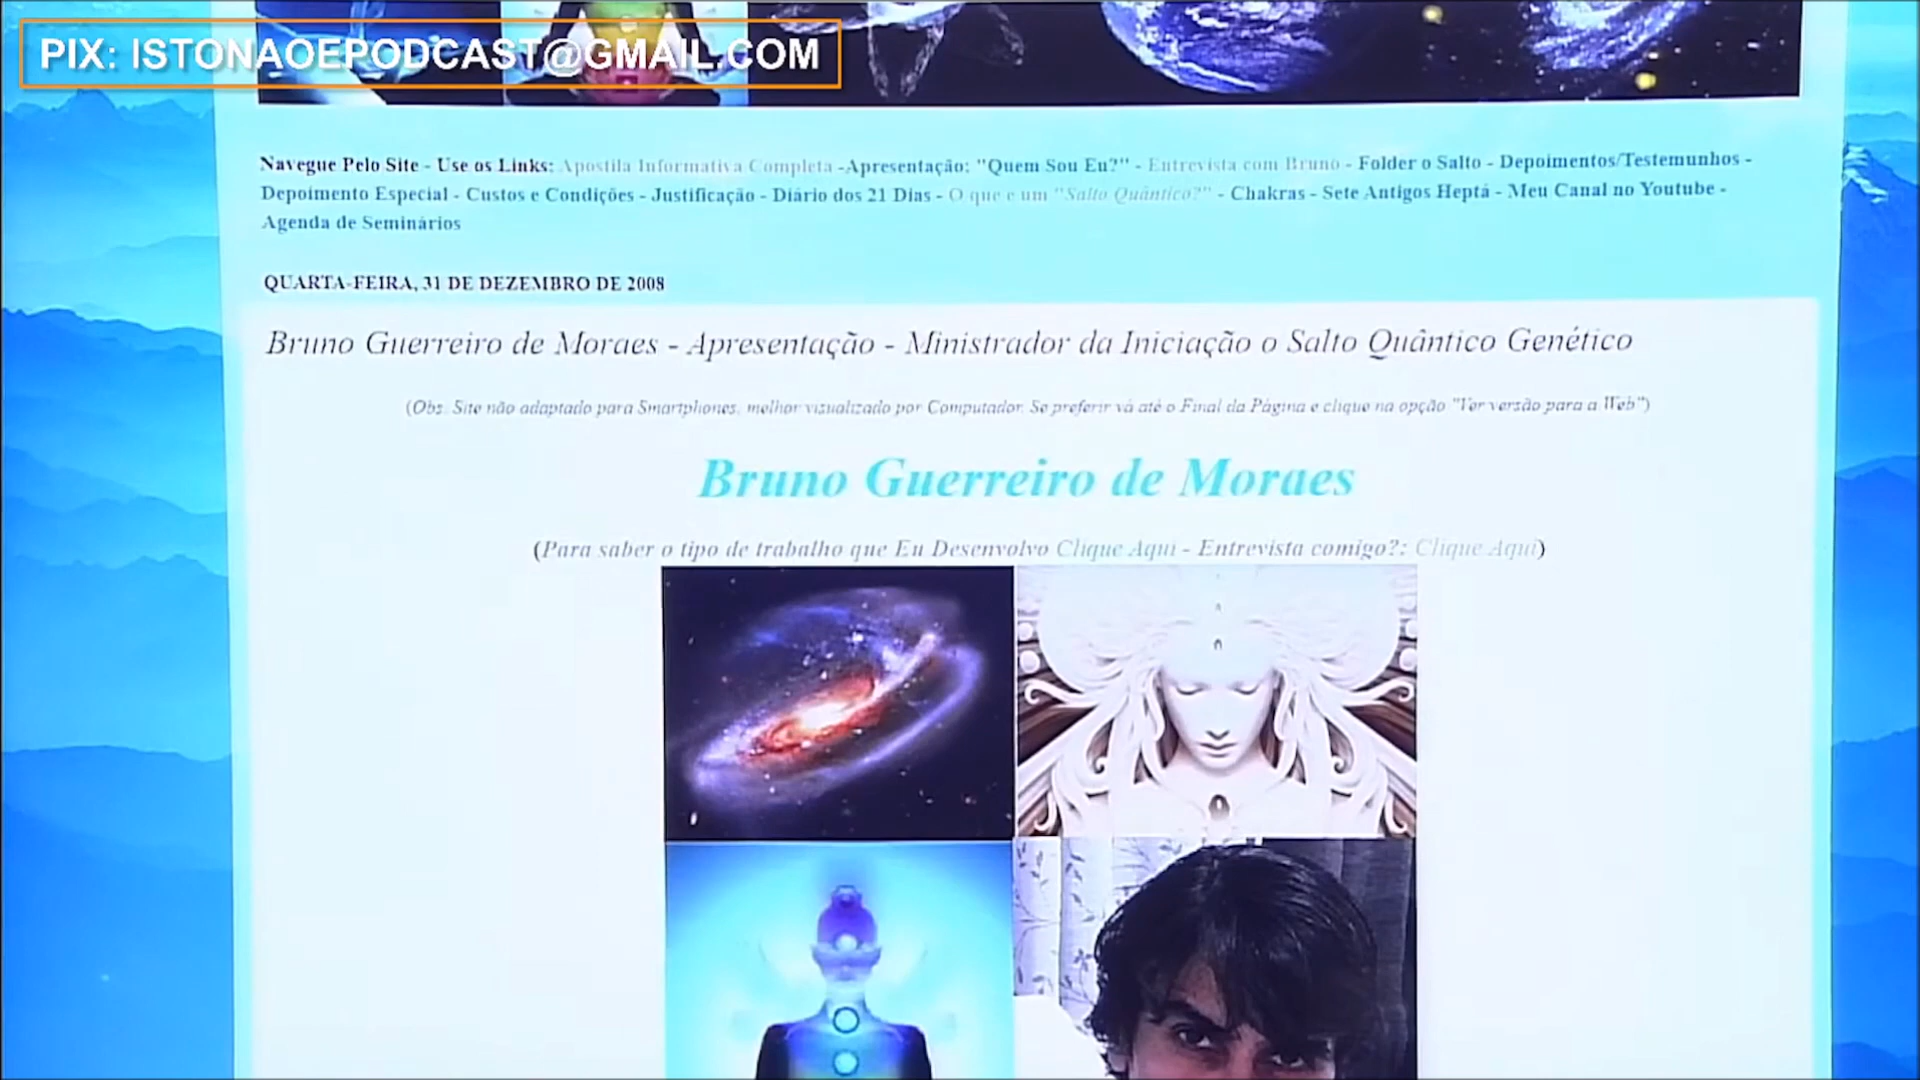 PIX: ISTONAOEPODCAST@GMAIL.COM
Navegue Pelo Site - Use os Links: Apostila Informativa Completa -Apresentação: "Quem Sou Eu?" - Entrevista com Bruno - Folder o Salto - Depoimentos/Testemunhos -
Depoimento Especial - Custos e Condições - Justificação - Diário dos 21 Dias - O que e um "Salto Quântico?" - Chakras - Sete Antigos Heptá - Meu Canal no Youtube -
Agenda de Seminários
QUARTA-FEIRA, 31 DE DEZEMBRO DE 2008
Bruno Guerreiro de Moraes - Apresentação - Ministrador da Iniciação o Salto Quântico Genético
(Obs. Site não adaptado para Smartphones, melhor visualizado por Computador. Se preferir vá até o Final da Página e clique na opção "Ver versão para a Web")
Bruno Guerreiro de Moraes
(Para saber o tipo de trabalho que Eu Desenvolvo Clique Aqui - Entrevista comigo?: Clique Aqui)